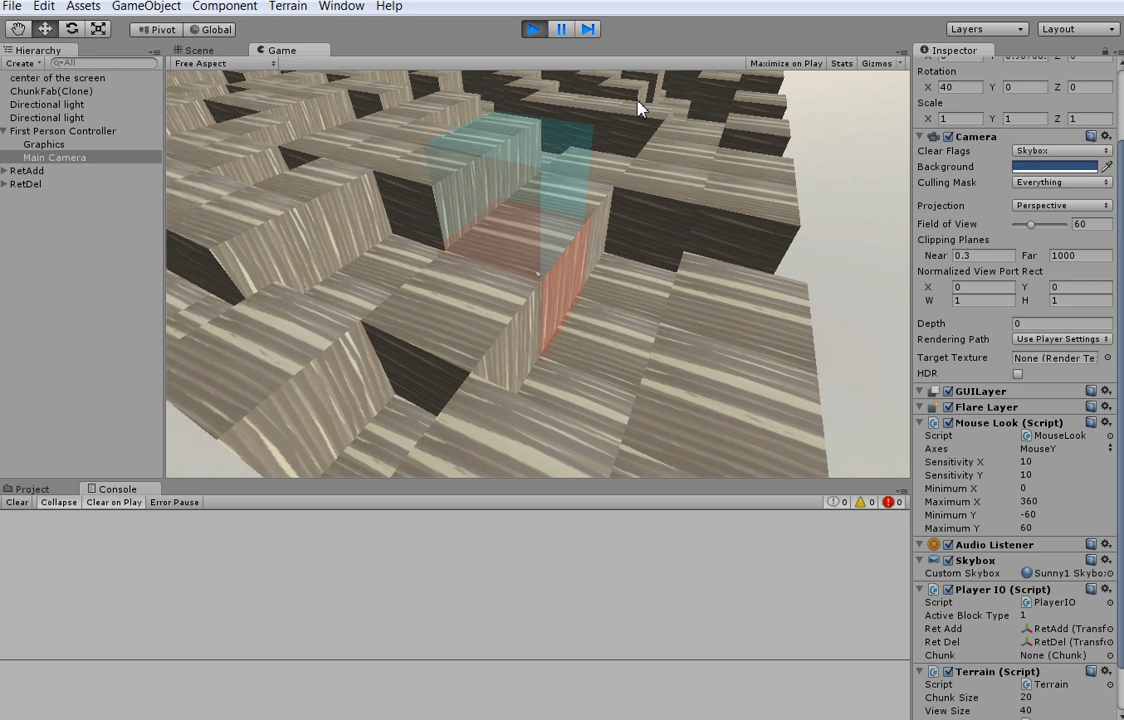 File Edit Assets GameObject Component Terrain Window Help
Pivot Global Layers Layout
Hierarchy Scene Game Inspector
Create All Free Aspect Maximize on Play Stats Gizmos
center of the screen
ChunkFab(Clone)
Directional light
Directional light
First Person Controller
Graphics
Main Camera
RetAdd
RetDel
Project Console
Clear Collapse Clear on Play Error Pause 0 0 0
Rotation
X 40 Y 0 Z 0
Scale
X 1 Y 1 Z 1
Camera
Clear Flags Skybox
Background
Culling Mask Everything
Projection Perspective
Field of View 60
Clipping Planes
Near 0.3 Far 1000
Normalized View Port Rect
X 0 Y 0
W 1 H 1
Depth 0
Rendering Path Use Player Settings
Target Texture None (Render Te
HDR
GUILayer
Flare Layer
Mouse Look (Script)
Script MouseLook
Axes MouseY
Sensitivity X 10
Sensitivity Y 10
Minimum X 0
Maximum X 360
Minimum Y -60
Maximum Y 60
Audio Listener
Skybox
Custom Skybox Sunny1 Skybo
Player IO (Script)
Script PlayerIO
Active Block Type 1
Ret Add RetAdd (Transf
Ret Del RetDel (Transf
Chunk None (Chunk)
Terrain (Script)
Script Terrain
Chunk Size 20
View Size 40